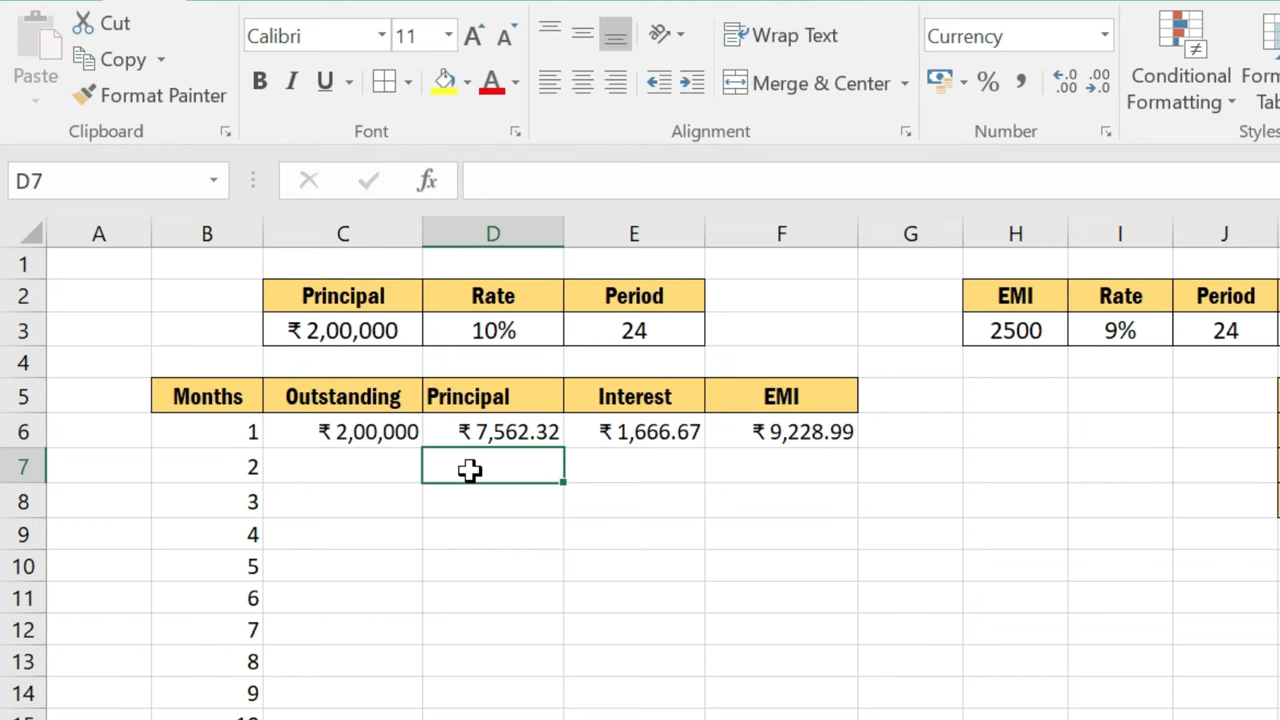 Cut
Calibri 11 A A Wrap Text Currency
Copy
Paste B I U A Merge & Center % , .00 .00 Conditional
Format Painter Formatting
Clipboard Font Alignment Number Styles
D7 fx
A B C D E F G H I J
1
2 Principal Rate Period EMI Rate Period
3 ₹ 2,00,000 10% 24 2500 9% 24
4
5 Months Outstanding Principal Interest EMI
6 1 ₹ 2,00,000 ₹ 7,562.32 ₹ 1,666.67 ₹ 9,228.99
7 2
8 3
9 4
10 5
11 6
12 7
13 8
14 9